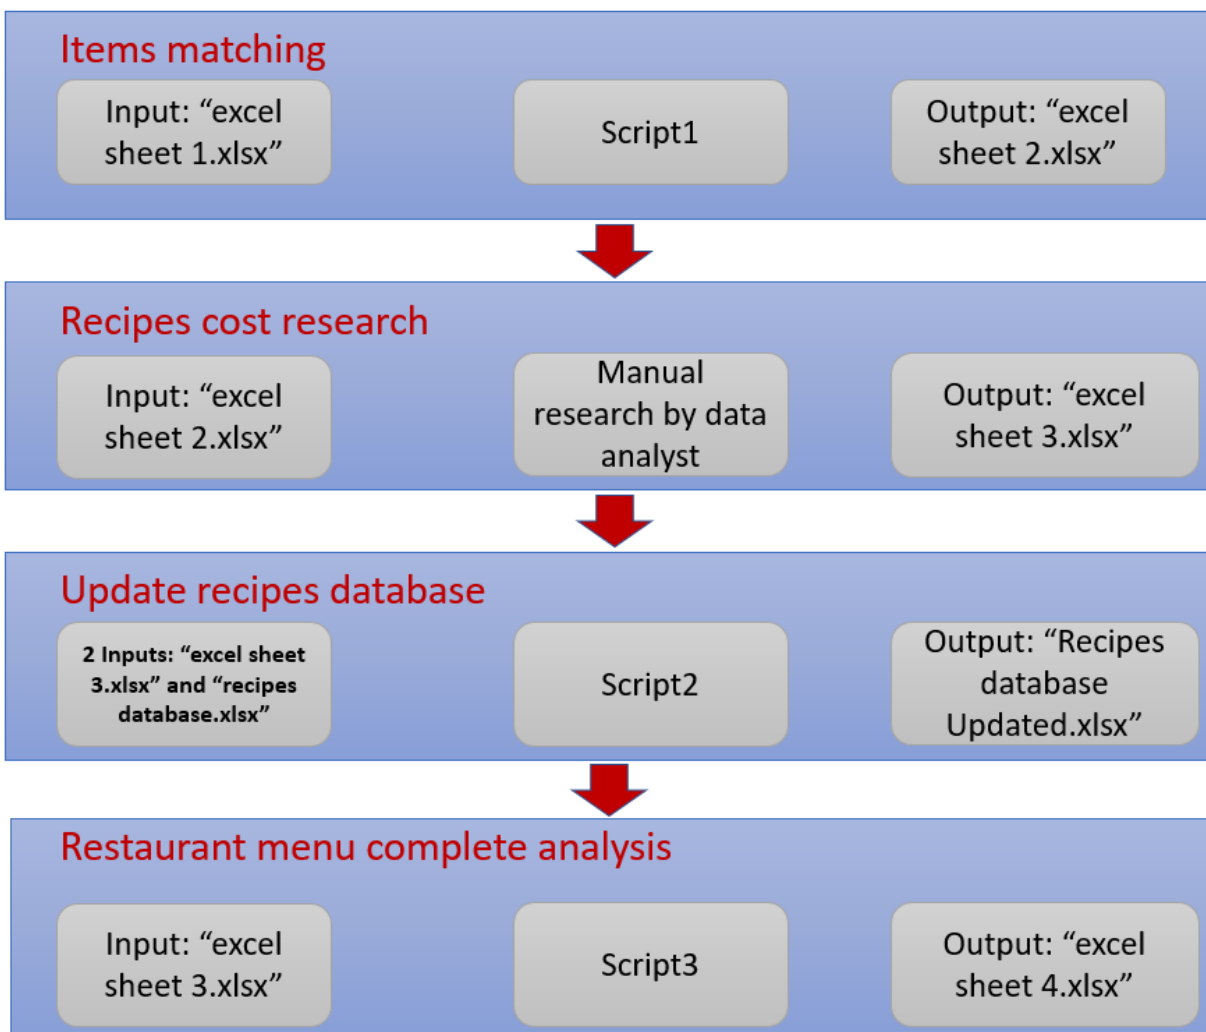 Items matching
Input: “excel
sheet 1.xlsx”
Script1
Output: “excel
sheet 2.xlsx”
Recipes cost research
Input: “excel
sheet 2.xlsx”
Manual
research by data
analyst
Output: “excel
sheet 3.xlsx”
Update recipes database
2 Inputs: “excel sheet
3.xlsx” and “recipes
database.xlsx”
Script2
Output: “Recipes
database
Updated.xlsx”
Restaurant menu complete analysis
Input: “excel
sheet 3.xlsx”
Script3
Output: “excel
sheet 4.xlsx”